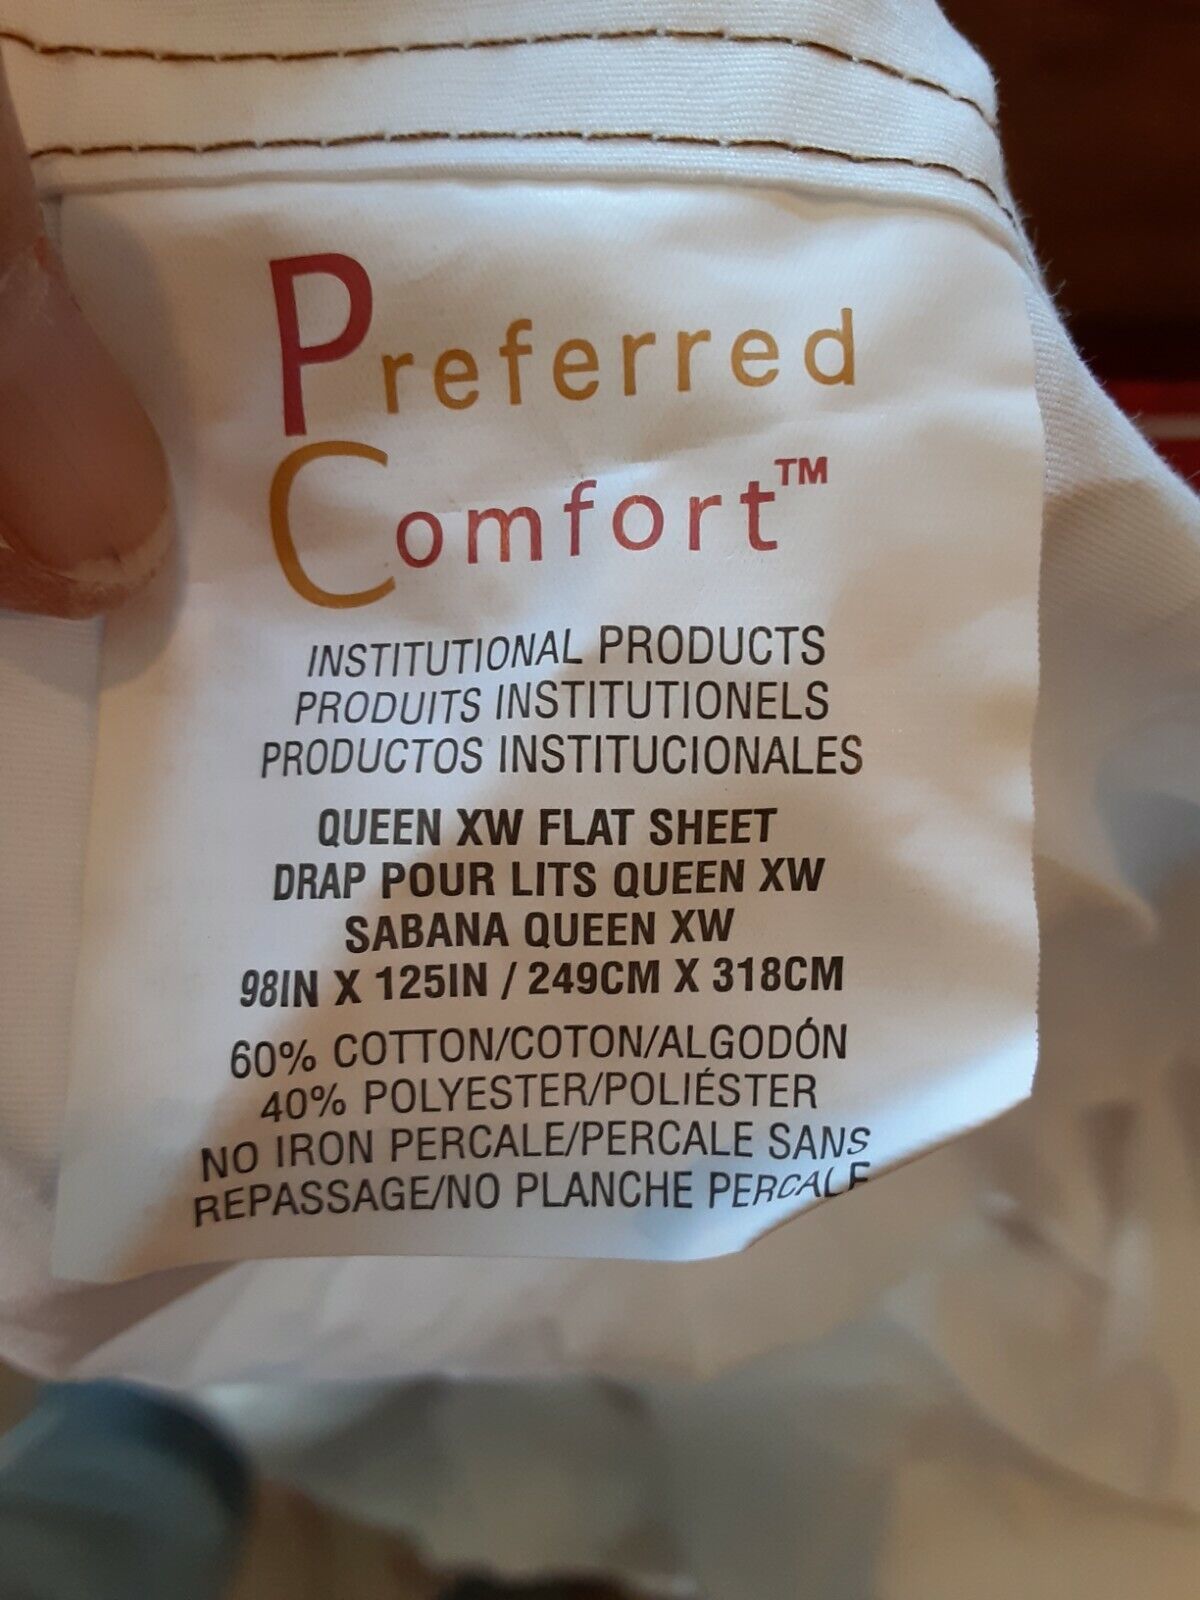 Preferred
Comfort™
INSTITUTIONAL PRODUCTS
PRODUITS INSTITUTIONELS
PRODUCTOS INSTITUCIONALES
QUEEN XW FLAT SHEET
DRAP POUR LITS QUEEN XW
SABANA QUEEN XW
98IN X 125IN / 249CM X 318CM
60% COTTON/COTON/ALGODÓN
40% POLYESTER/POLIÉSTER
NO IRON PERCALE/PERCALE SANS
REPASSAGE/NO PLANCHE PERCALE